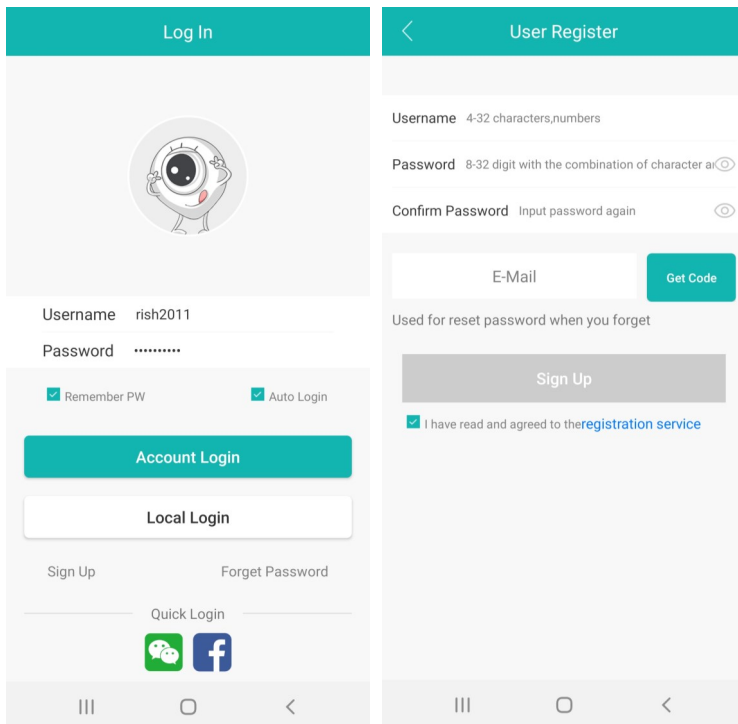 Log In
Username rish2011
Password ••••••••••
Remember PW Auto Login
Account Login
Local Login
Sign Up Forget Password
Quick Login
User Register
Username 4-32 characters,numbers
Password 8-32 digit with the combination of character
Confirm Password Input password again
E-Mail Get Code
Used for reset password when you forget
Sign Up
I have read and agreed to theregistration service